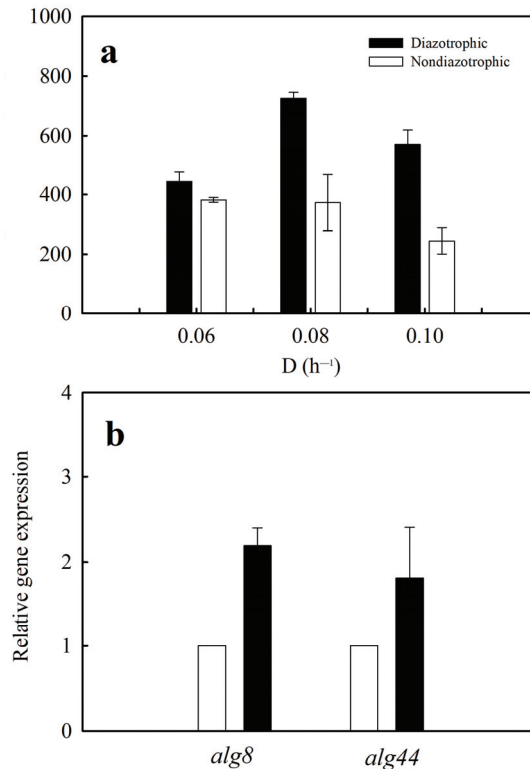 1000
a
Diazotrophic
Nondiazotrophic
800
600
400
200
0
0.06 0.08 0.10
D (h⁻¹)
4
b
3
Relative gene expression
2
1
0
alg8 alg44